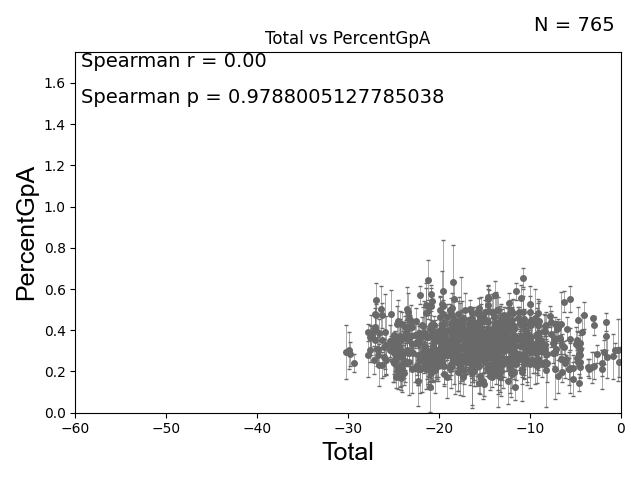 N = 765
Total vs PercentGpA
Spearman r = 0.00
Spearman p = 0.9788005127785038
PercentGpA
1.6
1.4
1.2
1.0
0.8
0.6
0.4
0.2
0.0
−60 −50 −40 −30 −20 −10 0
Total